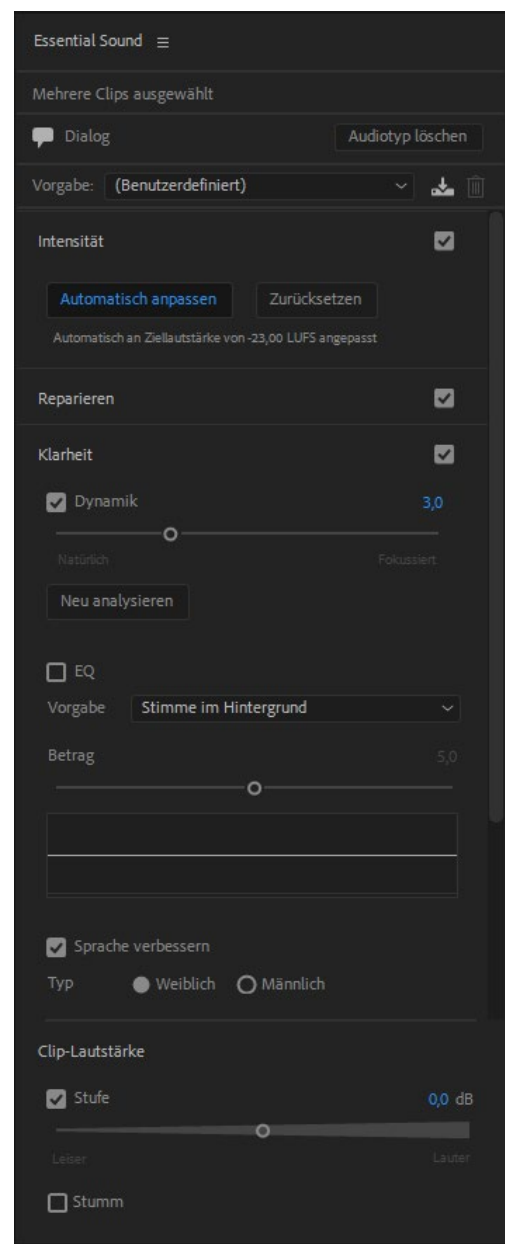 Essential Sound
Mehrere Clips ausgewählt
Dialog Audiotyp löschen
Vorgabe: (Benutzerdefiniert)
Intensität
Automatisch anpassen Zurücksetzen
Automatisch an Ziellautstärke von -23,00 LUFS angepasst
Reparieren
Klarheit
Dynamik 3,0
Natürlich Fokussiert
Neu analysieren
EQ
Vorgabe Stimme im Hintergrund
Betrag 5,0
Sprache verbessern
Typ Weiblich Männlich
Clip-Lautstärke
Stufe 0,0 dB
Leiser Lauter
Stumm